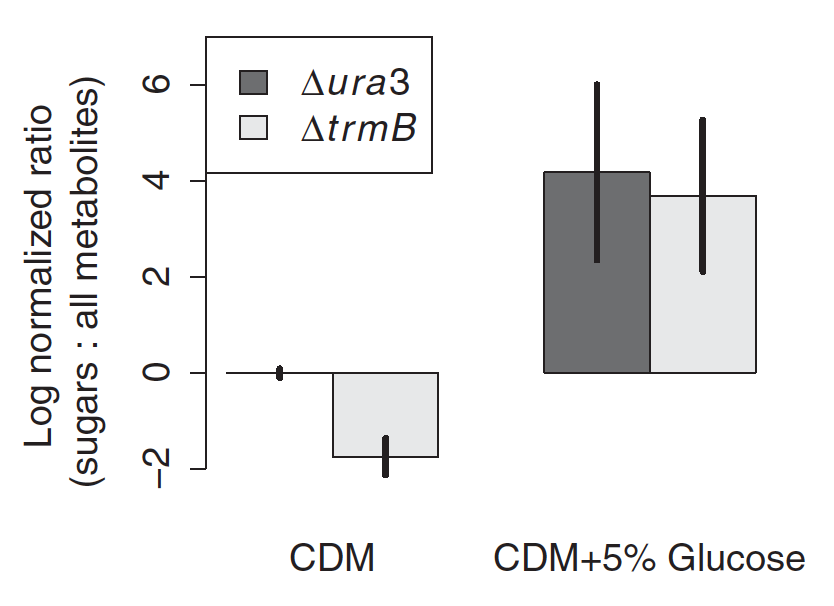 Log normalized ratio
(sugars : all metabolites)
6
4
2
0
−2
Δura3
ΔtrmB
CDM
CDM+5% Glucose